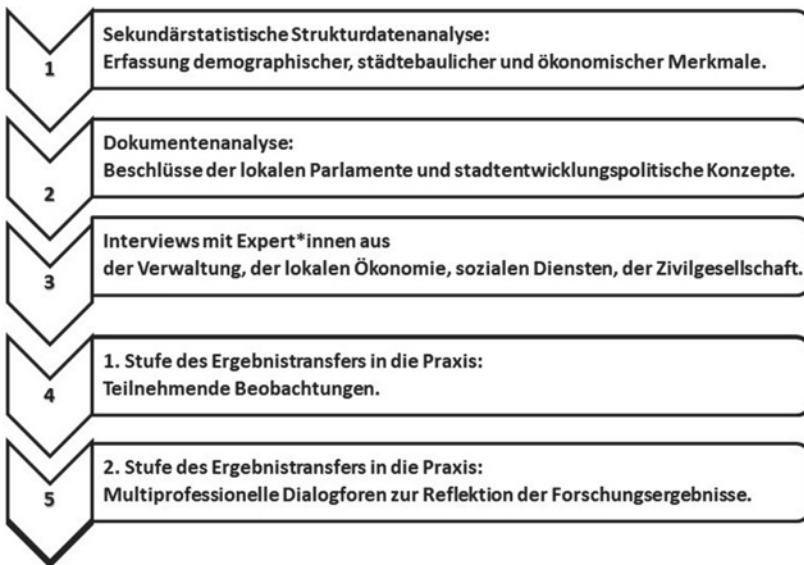 1
Sekundärstatistische Strukturdatenanalyse:
Erfassung demographischer, städtebaulicher und ökonomischer Merkmale.
2
Dokumentenanalyse:
Beschlüsse der lokalen Parlamente und stadtentwicklungspolitische Konzepte.
3
Interviews mit Expert*innen aus
der Verwaltung, der lokalen Ökonomie, sozialen Diensten, der Zivilgesellschaft.
4
1. Stufe des Ergebnistransfers in die Praxis:
Teilnehmende Beobachtungen.
5
2. Stufe des Ergebnistransfers in die Praxis:
Multiprofessionelle Dialogforen zur Reflektion der Forschungsergebnisse.